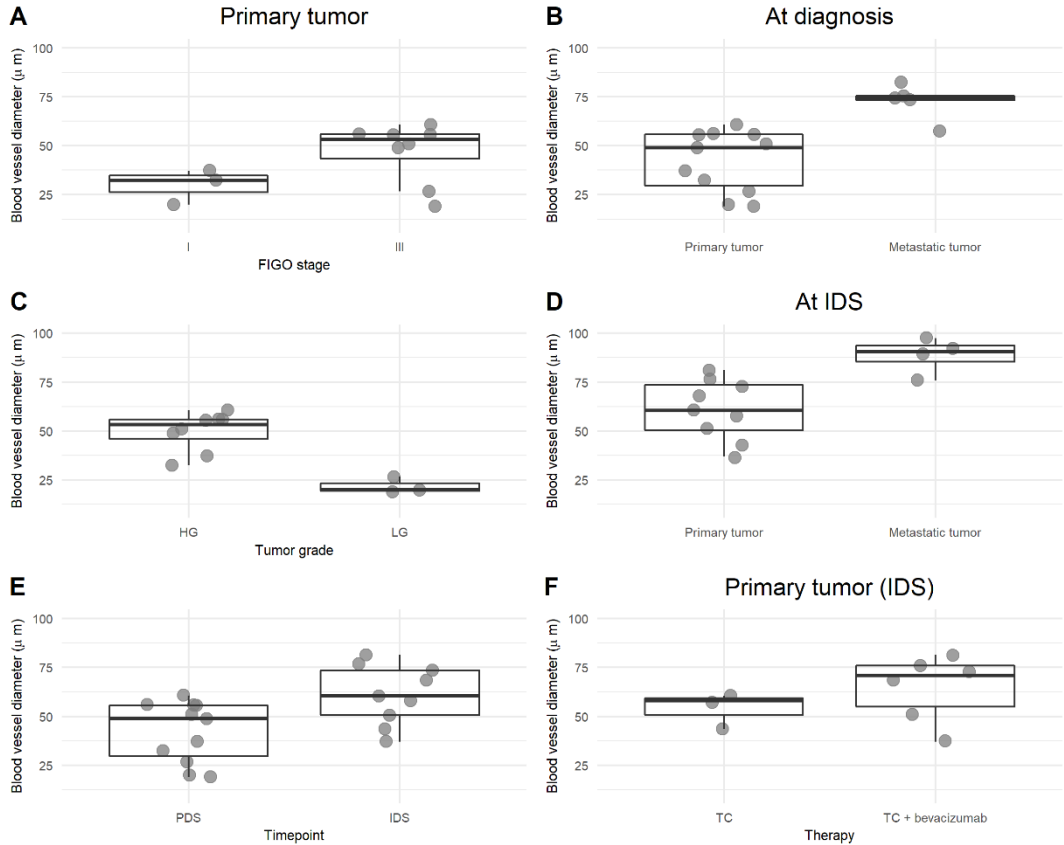 A
Primary tumor
Blood vessel diameter (μ m)
100
75
50
25
I
III
FIGO stage
B
At diagnosis
Blood vessel diameter (μ m)
100
75
50
25
Primary tumor
Metastatic tumor
C
Blood vessel diameter (μ m)
100
75
50
25
HG
LG
Tumor grade
D
At IDS
Blood vessel diameter (μ m)
100
75
50
25
Primary tumor
Metastatic tumor
E
Blood vessel diameter (μ m)
100
75
50
25
PDS
IDS
Timepoint
F
Primary tumor (IDS)
Blood vessel diameter (μ m)
100
75
50
25
TC
TC + bevacizumab
Therapy